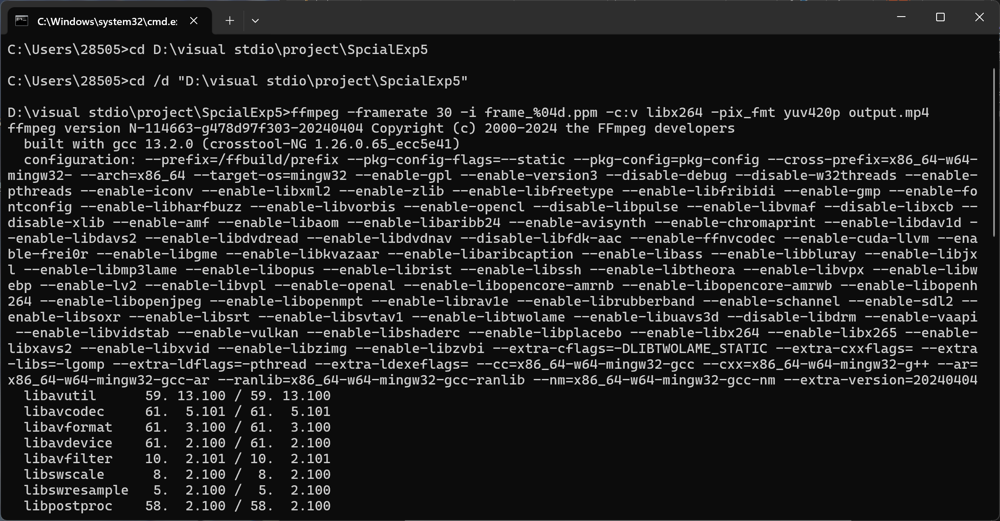 C:\Windows\system32\cmd.e
C:\Users\28505>cd D:\visual stdio\project\SpcialExp5
C:\Users\28505>cd /d "D:\visual stdio\project\SpcialExp5"
D:\visual stdio\project\SpcialExp5>ffmpeg -framerate 30 -i frame_%04d.ppm -c:v libx264 -pix_fmt yuv420p output.mp4
ffmpeg version N-114663-g478d97f303-20240404 Copyright (c) 2000-2024 the FFmpeg developers
  built with gcc 13.2.0 (crosstool-NG 1.26.0.65_ecc5e41)
  configuration: --prefix=/ffbuild/prefix --pkg-config-flags=--static --pkg-config=pkg-config --cross-prefix=x86_64-w64-
mingw32- --arch=x86_64 --target-os=mingw32 --enable-gpl --enable-version3 --disable-debug --disable-w32threads --enable-
pthreads --enable-iconv --enable-libxml2 --enable-zlib --enable-libfreetype --enable-libfribidi --enable-gmp --enable-fo
ntconfig --enable-libharfbuzz --enable-libvorbis --enable-opencl --disable-libpulse --enable-libvmaf --disable-libxcb --
disable-xlib --enable-amf --enable-libaom --enable-libaribb24 --enable-avisynth --enable-chromaprint --enable-libdav1d -
-enable-libdavs2 --enable-libdvdread --enable-libdvdnav --disable-libfdk-aac --enable-ffnvcodec --enable-cuda-llvm --ena
ble-frei0r --enable-libgme --enable-libkvazaar --enable-libaribcaption --enable-libass --enable-libbluray --enable-libjx
l --enable-libmp3lame --enable-libopus --enable-librist --enable-libssh --enable-libtheora --enable-libvpx --enable-libw
ebp --enable-lv2 --enable-libvpl --enable-openal --enable-libopencore-amrnb --enable-libopencore-amrwb --enable-libopenh
264 --enable-libopenjpeg --enable-libopenmpt --enable-librav1e --enable-librubberband --enable-schannel --enable-sdl2 --
enable-libsoxr --enable-libsrt --enable-libsvtav1 --enable-libtwolame --enable-libuavs3d --disable-libdrm --enable-vaapi
 --enable-libvidstab --enable-vulkan --enable-libshaderc --enable-libplacebo --enable-libx264 --enable-libx265 --enable-
libxavs2 --enable-libxvid --enable-libzimg --enable-libzvbi --extra-cflags=-DLIBTWOLAME_STATIC --extra-cxxflags= --extra
-libs=-lgomp --extra-ldflags=-pthread --extra-ldexeflags= --cc=x86_64-w64-mingw32-gcc --cxx=x86_64-w64-mingw32-g++ --ar=
x86_64-w64-mingw32-gcc-ar --ranlib=x86_64-w64-mingw32-gcc-ranlib --nm=x86_64-w64-mingw32-gcc-nm --extra-version=20240404
  libavutil      59. 13.100 / 59. 13.100
  libavcodec     61.  5.101 / 61.  5.101
  libavformat    61.  3.100 / 61.  3.100
  libavdevice    61.  2.100 / 61.  2.100
  libavfilter    10.  2.101 / 10.  2.101
  libswscale      8.  2.100 /  8.  2.100
  libswresample   5.  2.100 /  5.  2.100
  libpostproc    58.  2.100 / 58.  2.100